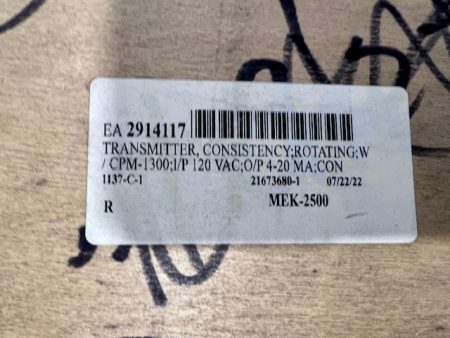 EA 2914117
TRANSMITTER, CONSISTENCY;ROTATING;W
/ CPM-1300;I/P 120 VAC;O/P 4-20 MA;CON
1137-C-1 21673680-1 07/22/22
R MEK-2500